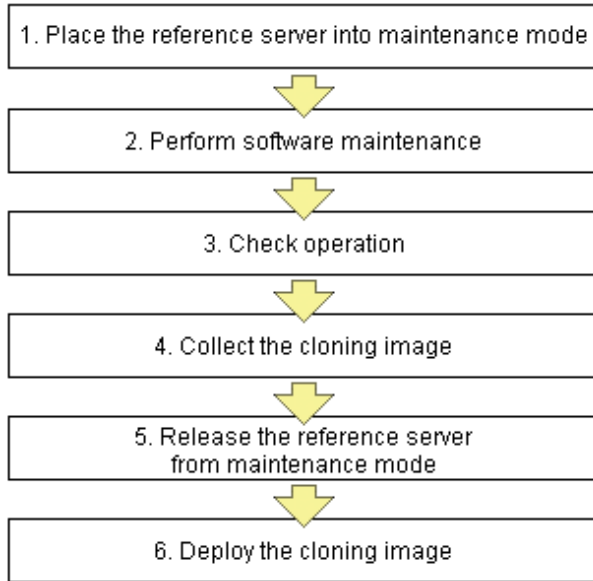 1. Place the reference server into maintenance mode
2. Perform software maintenance
3. Check operation
4. Collect the cloning image
5. Release the reference server
from maintenance mode
6. Deploy the cloning image